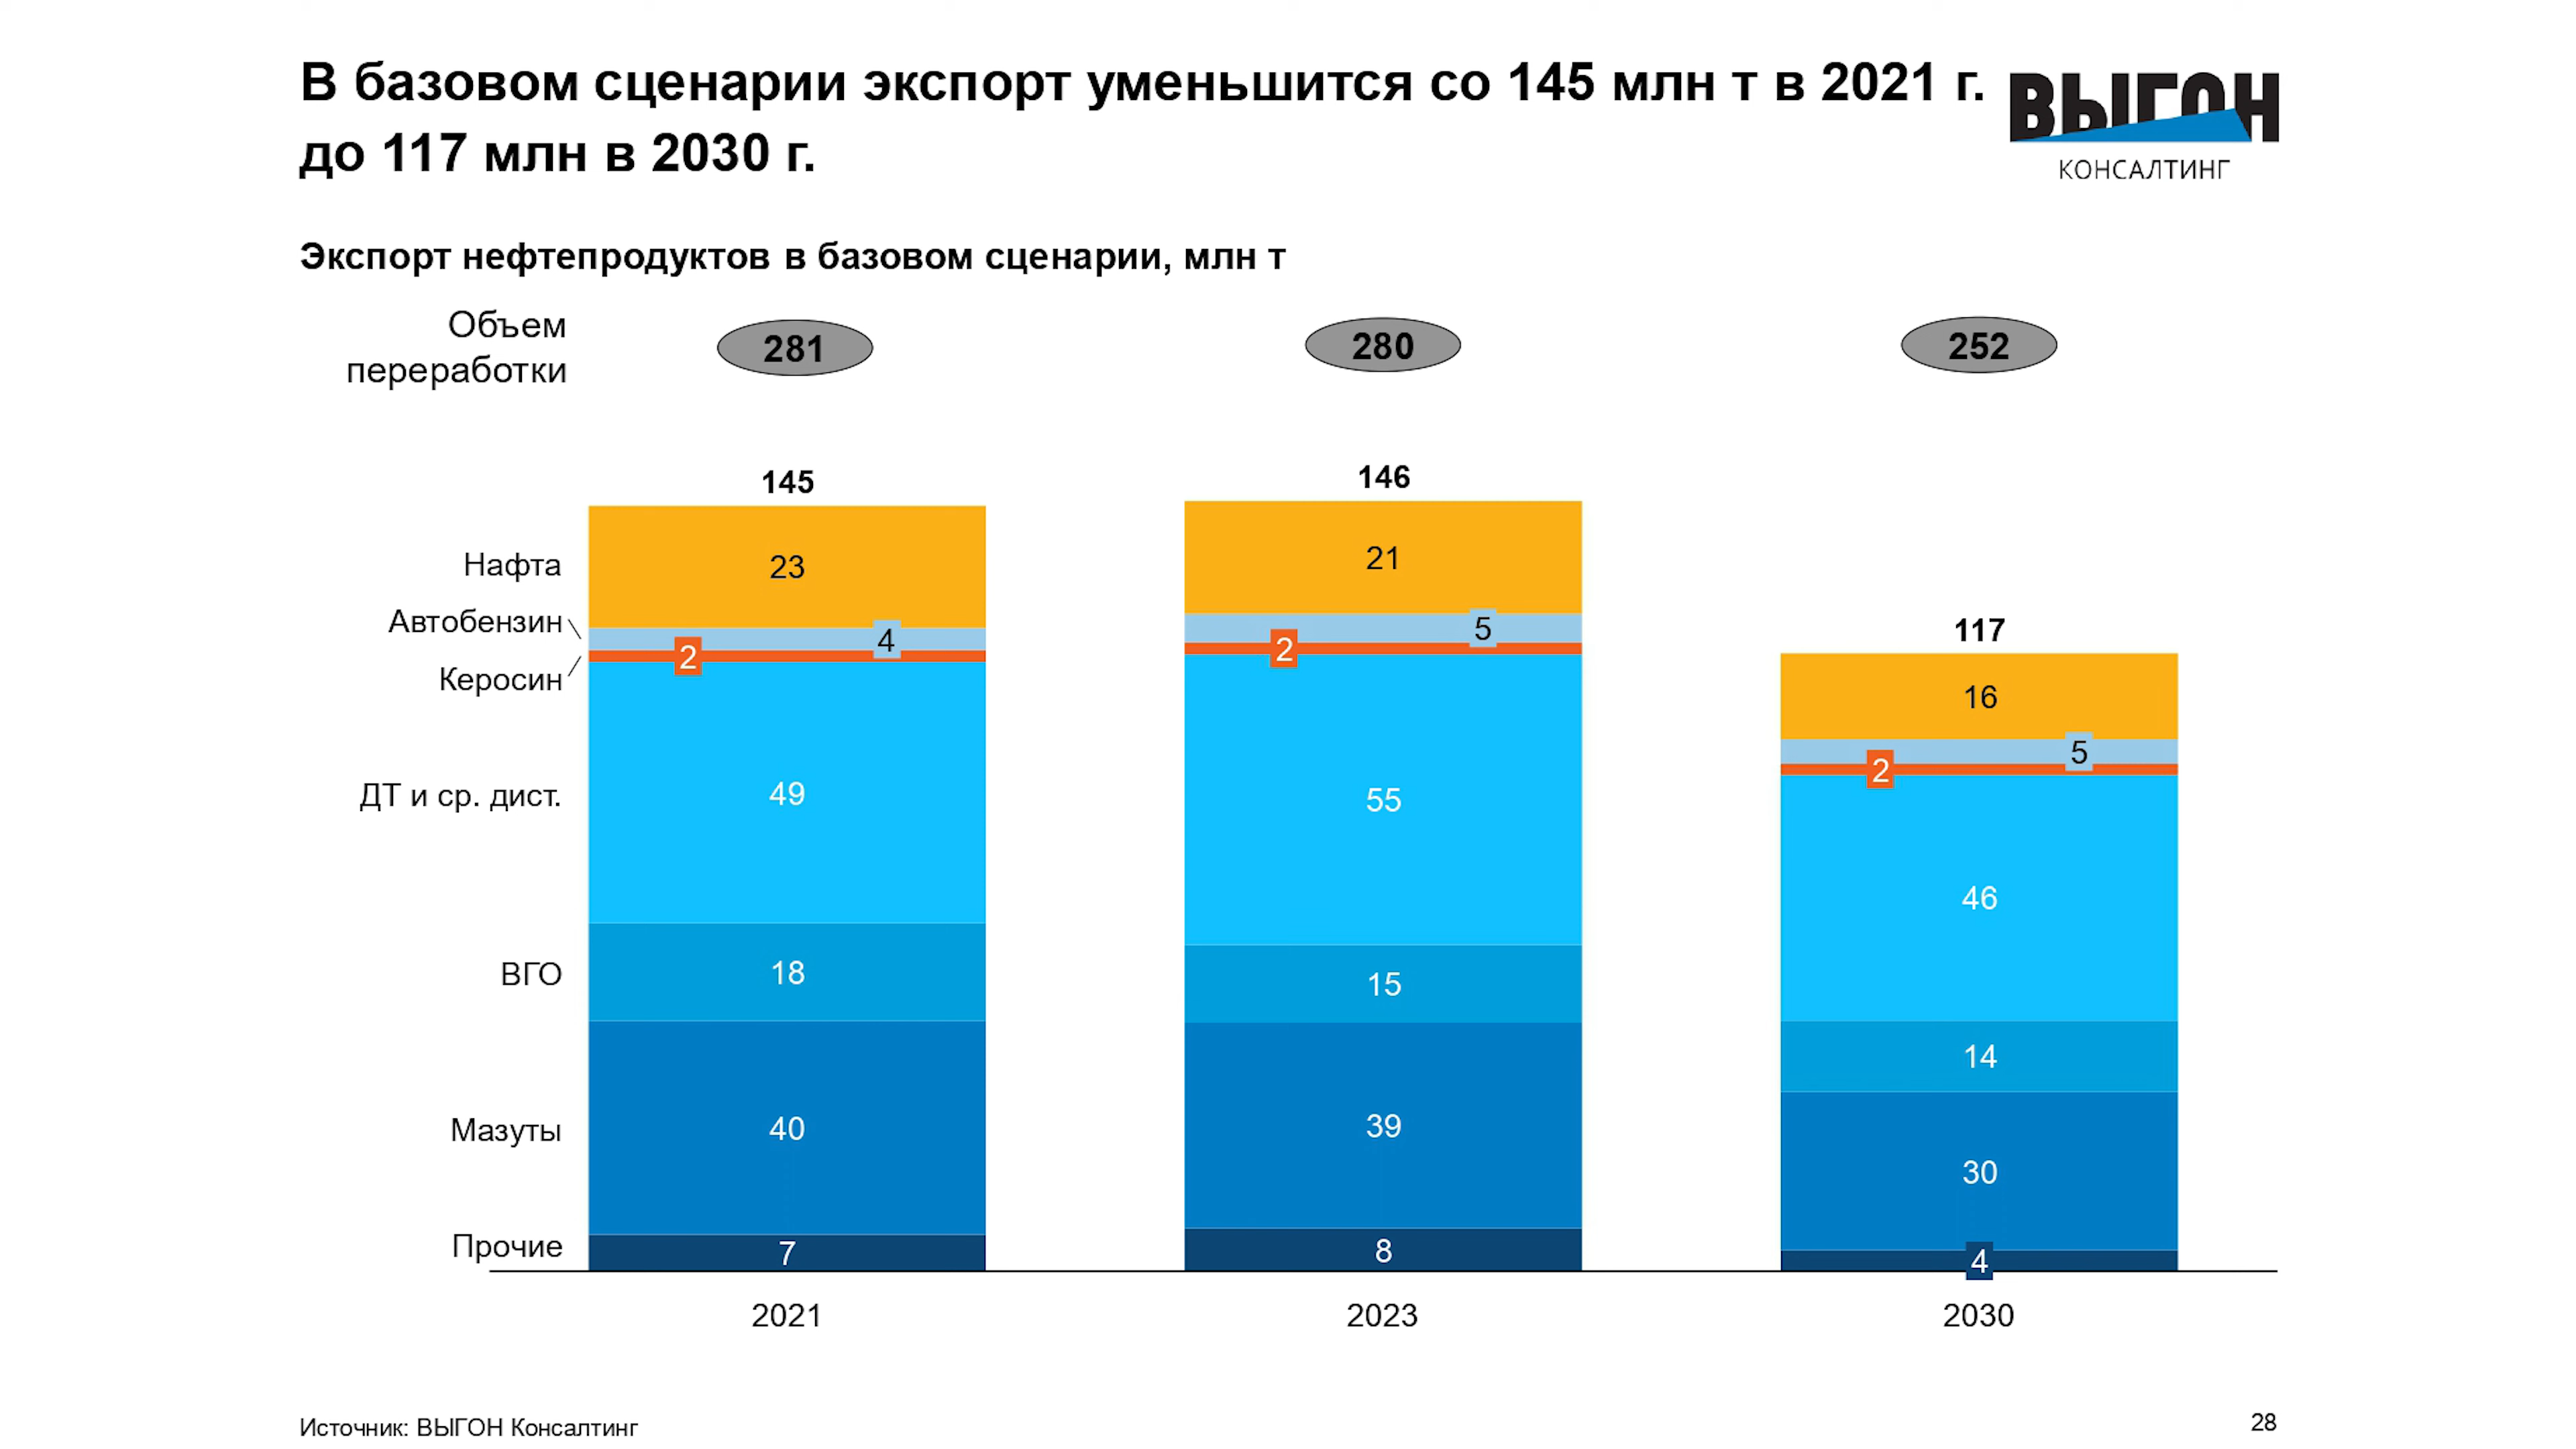 В базовом сценарии экспорт уменьшится со 145 млн т в 2021 г.
до 117 млн в 2030 г.
ВЫГОН
КОНСАЛТИНГ
Экспорт нефтепродуктов в базовом сценарии, млн т
Объем
переработки
281
280
252
145
146
117
Нафта
23
21
16
Автобензин
4
5
5
Керосин
2
2
2
ДТ и ср. дист.
49
55
46
ВГО
18
15
14
Мазуты
40
39
30
Прочие
7
8
4
2021
2023
2030
Источник: ВЫГОН Консалтинг
28